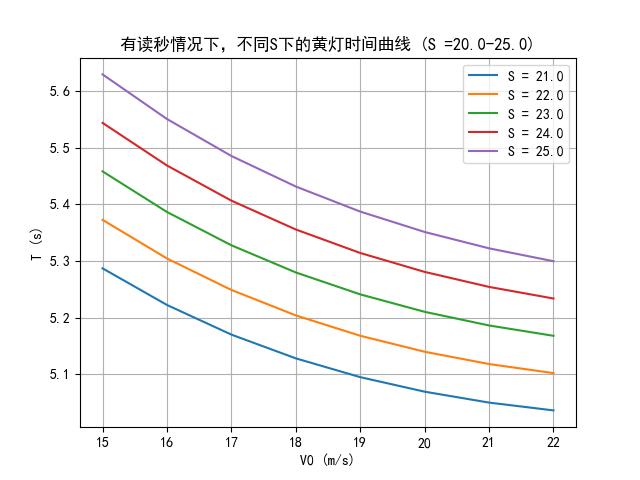 有读秒情况下，不同S下的黄灯时间曲线 (S =20.0-25.0)
S = 21.0
S = 22.0
S = 23.0
S = 24.0
S = 25.0
5.6
5.5
5.4
5.3
5.2
5.1
T (s)
15 16 17 18 19 20 21 22
V0 (m/s)